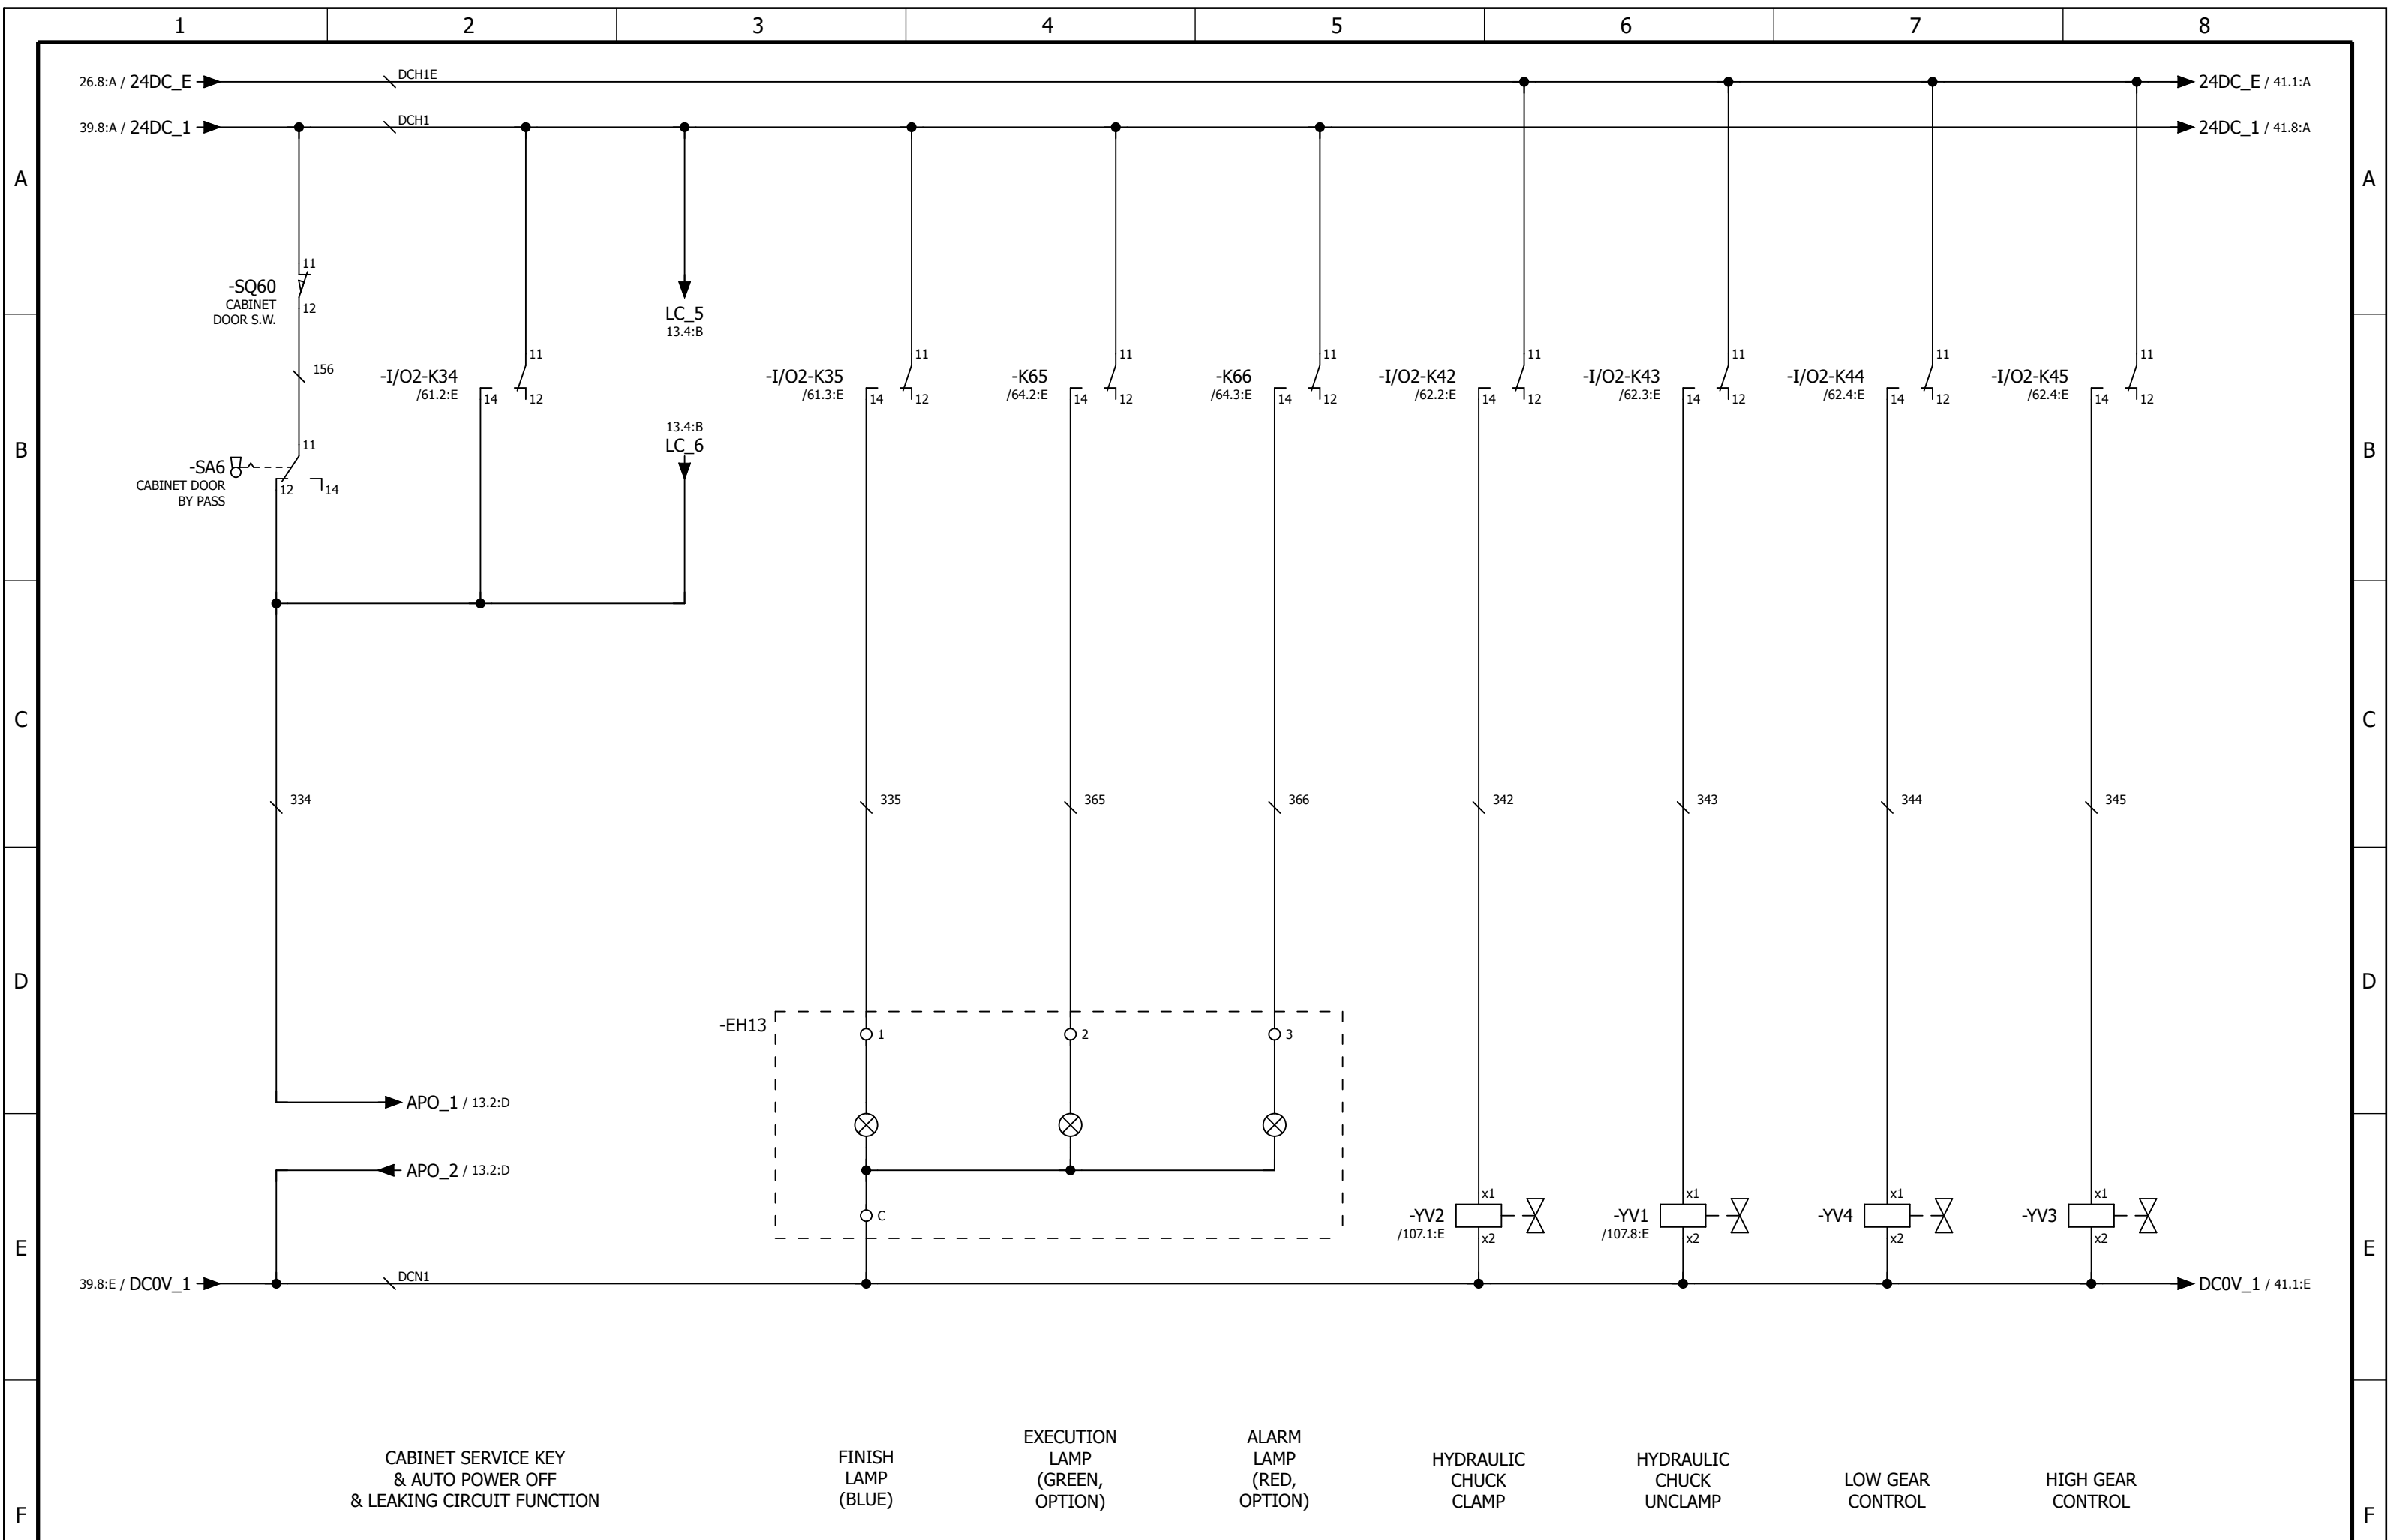 1 2 3 4 5 6 7 8
26.8:A / 24DC_E DCH1E 24DC_E / 41.1:A
39.8:A / 24DC_1 DCH1 24DC_1 / 41.8:A
A A
11
-SQ60
CABINET
DOOR S.W.
12
LC_5
13.4:B
156
-I/O2-K34
/61.2:E
11
14
12
-I/O2-K35
/61.3:E
11
14
12
-K65
/64.2:E
11
14
12
-K66
/64.3:E
11
14
12
-I/O2-K42
/62.2:E
11
14
12
-I/O2-K43
/62.3:E
11
14
12
-I/O2-K44
/62.4:E
11
14
12
-I/O2-K45
/62.4:E
11
14
12
13.4:B
LC_6
B B
11
-SA6
CABINET DOOR
BY PASS
12
14
C C
334 335 365 366 342 343 344 345
D D
-EH13
1 2 3
APO_1 / 13.2:D
APO_2 / 13.2:D
C
-YV2
/107.1:E
x1
x2
-YV1
/107.8:E
x1
x2
-YV4
x1
x2
-YV3
x1
x2
E E
39.8:E / DC0V_1 DCN1 DC0V_1 / 41.1:E
CABINET SERVICE KEY
& AUTO POWER OFF
& LEAKING CIRCUIT FUNCTION
FINISH
LAMP
(BLUE)
EXECUTION
LAMP
(GREEN,
OPTION)
ALARM
LAMP
(RED,
OPTION)
HYDRAULIC
CHUCK
CLAMP
HYDRAULIC
CHUCK
UNCLAMP
LOW GEAR
CONTROL
HIGH GEAR
CONTROL
F F